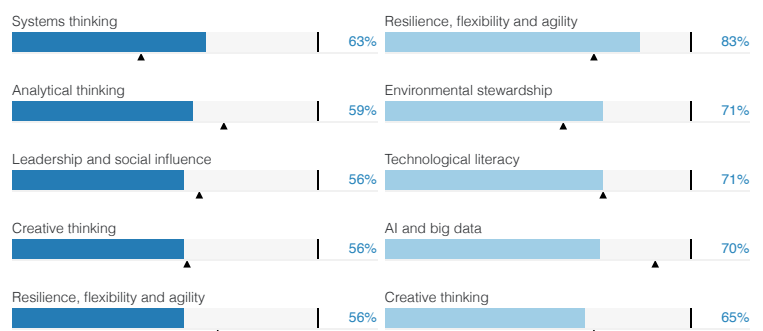 Systems thinking
63%
Analytical thinking
59%
Leadership and social influence
56%
Creative thinking
56%
Resilience, flexibility and agility
56%
Resilience, flexibility and agility
83%
Environmental stewardship
71%
Technological literacy
71%
AI and big data
70%
Creative thinking
65%